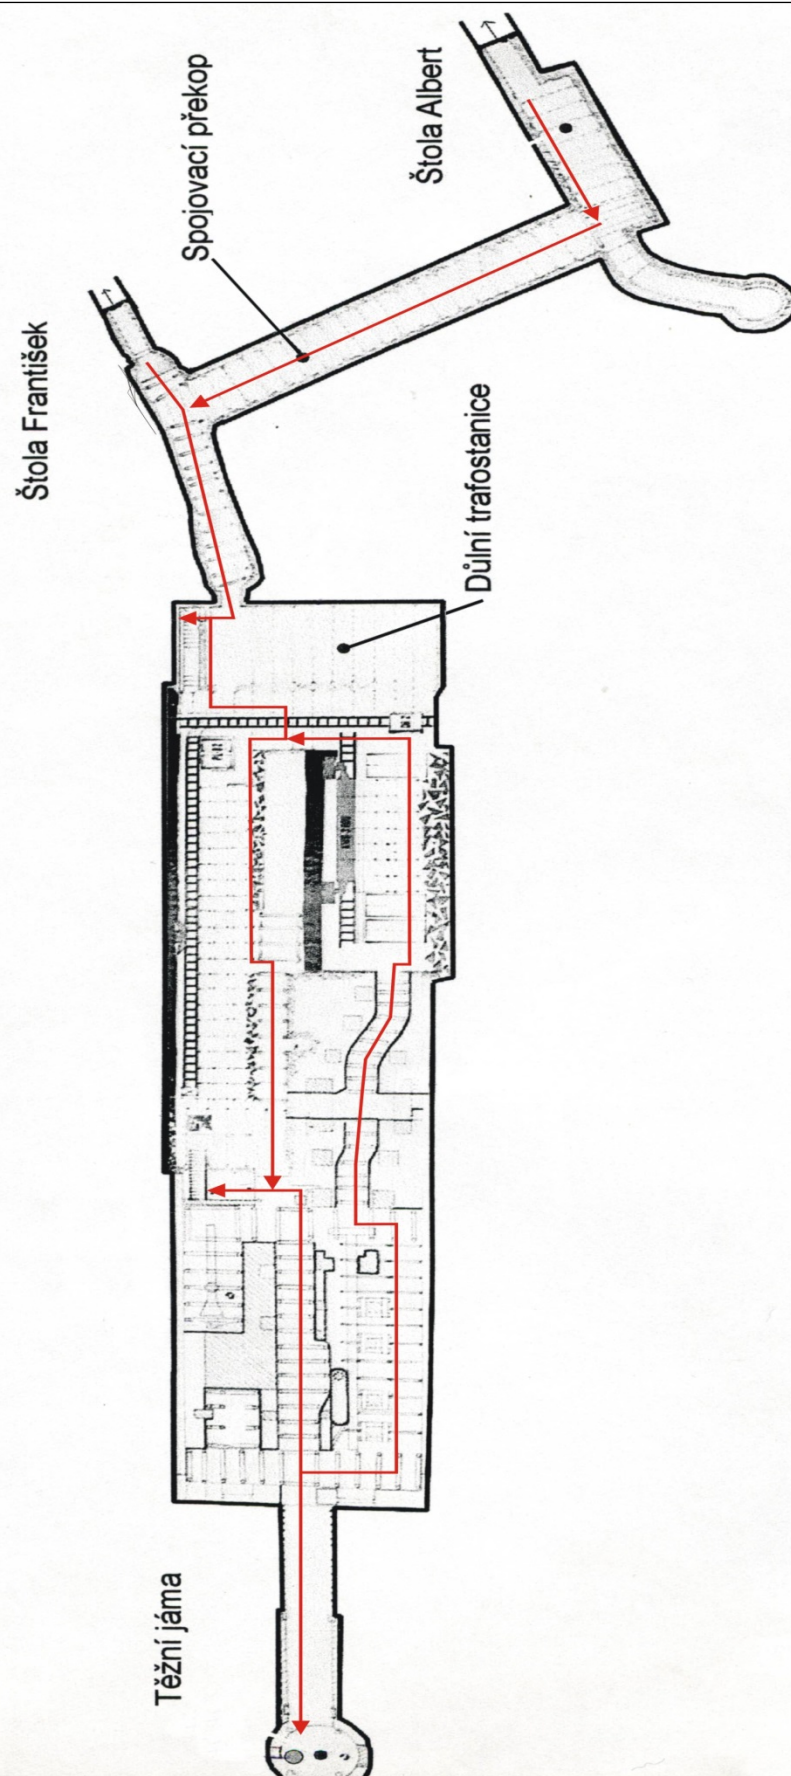 Štola Albert
Spojovací překop
Štola František
Důlní trafostanice
Těžní jáma